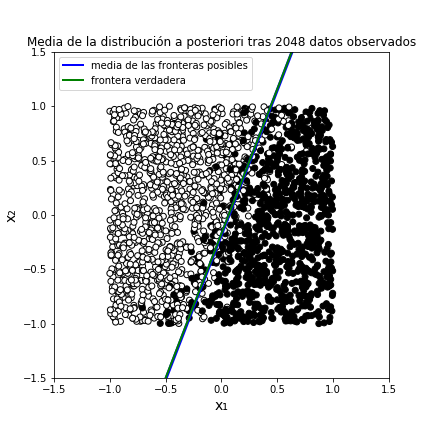 Media de la distribución a posteriori tras 2048 datos observados
media de las fronteras posibles
frontera verdadera
1.5
1.0
0.5
0.0
−0.5
−1.0
−1.5
x₂
−1.5 −1.0 −0.5 0.0 0.5 1.0 1.5
x₁